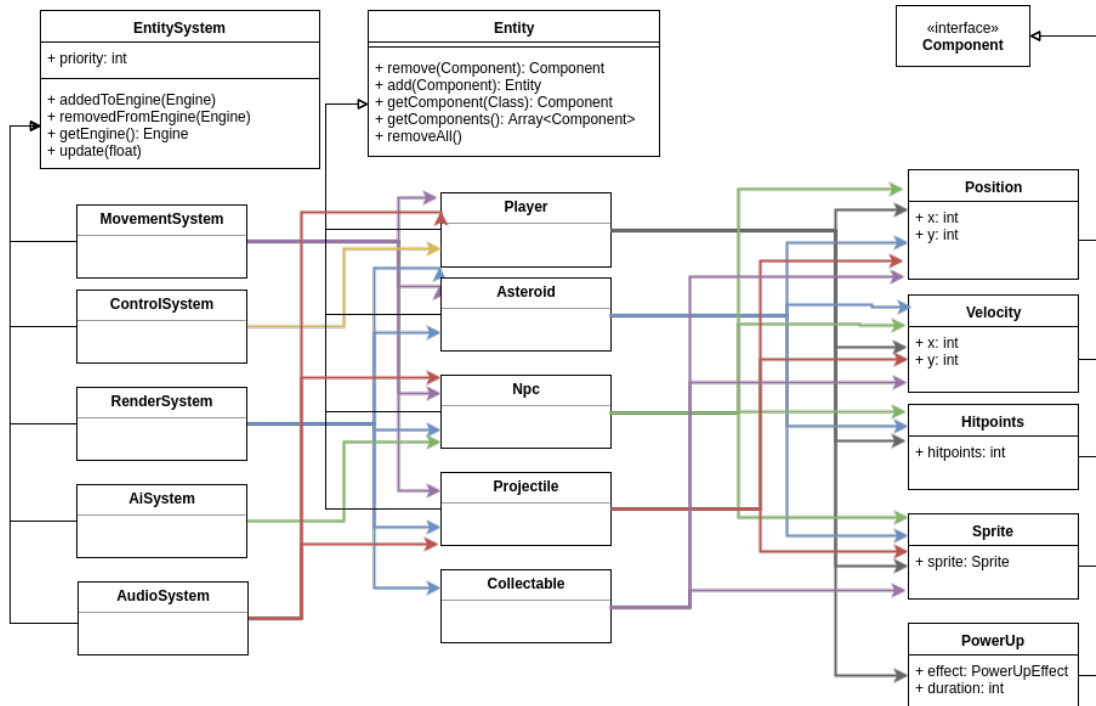 EntitySystem
+ priority: int
+ addedToEngine(Engine)
+ removedFromEngine(Engine)
+ getEngine(): Engine
+ update(float)
Entity
+ remove(Component): Component
+ add(Component): Entity
+ getComponent(Class): Component
+ getComponents(): Array<Component>
+ removeAll()
«interface»
Component
MovementSystem
ControlSystem
RenderSystem
AiSystem
AudioSystem
Player
Asteroid
Npc
Projectile
Collectable
Position
+ x: int
+ y: int
Velocity
+ x: int
+ y: int
Hitpoints
+ hitpoints: int
Sprite
+ sprite: Sprite
PowerUp
+ effect: PowerUpEffect
+ duration: int